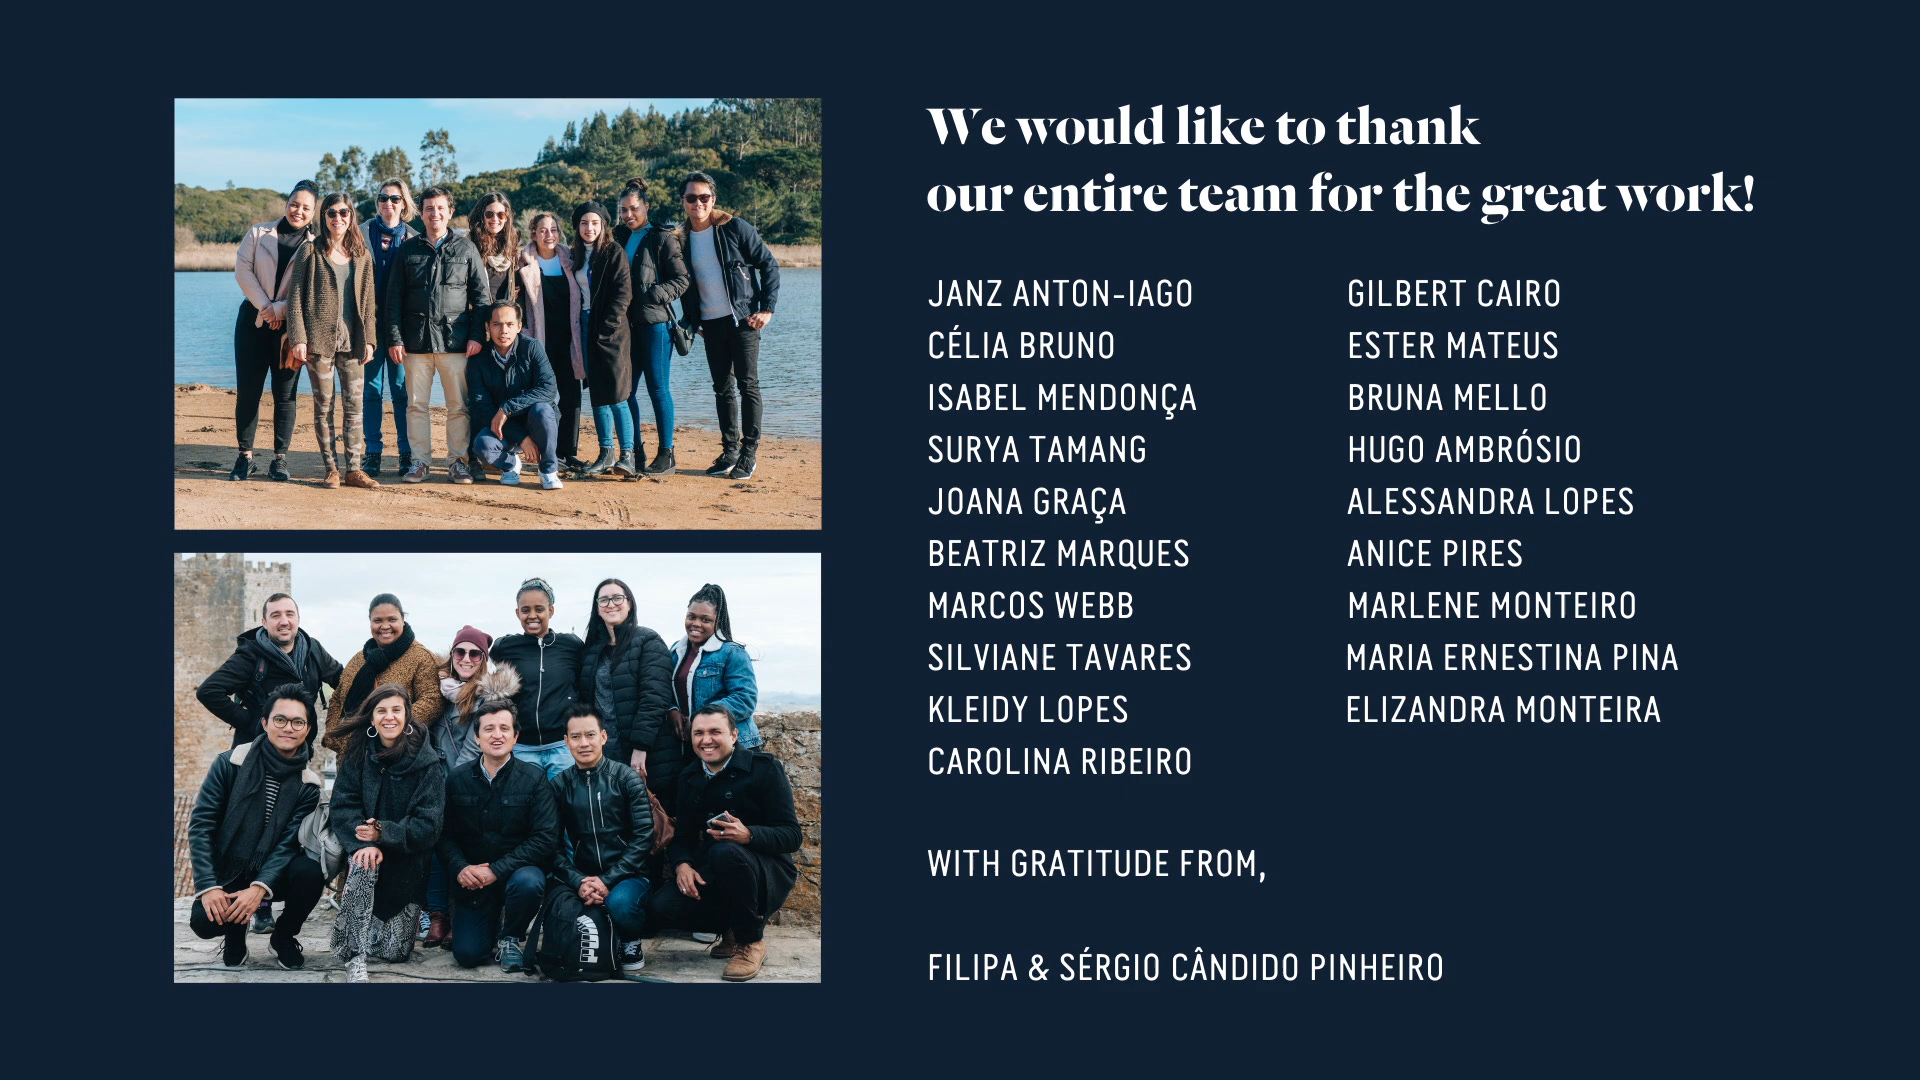 We would like to thank
our entire team for the great work!
JANZ ANTON-IAGO
CÉLIA BRUNO
ISABEL MENDONÇA
SURYA TAMANG
JOANA GRAÇA
BEATRIZ MARQUES
MARCOS WEBB
SILVIANE TAVARES
KLEIDY LOPES
CAROLINA RIBEIRO
GILBERT CAIRO
ESTER MATEUS
BRUNA MELLO
HUGO AMBRÓSIO
ALESSANDRA LOPES
ANICE PIRES
MARLENE MONTEIRO
MARIA ERNESTINA PINA
ELIZANDRA MONTEIRA
WITH GRATITUDE FROM,
FILIPA & SÉRGIO CÂNDIDO PINHEIRO